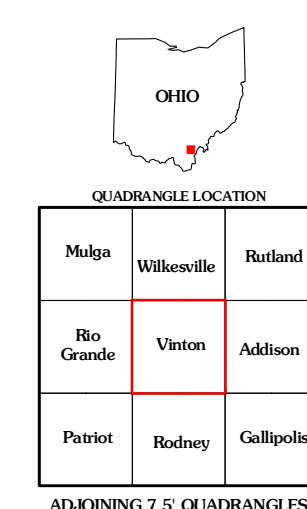 OHIO
QUADRANGLE LOCATION
Mulga
Wilkesville
Rutland
Rio
Grande
Vinton
Addison
Patriot
Rodney
Gallipolis
ADJOINING 7.5' QUADRANGLES